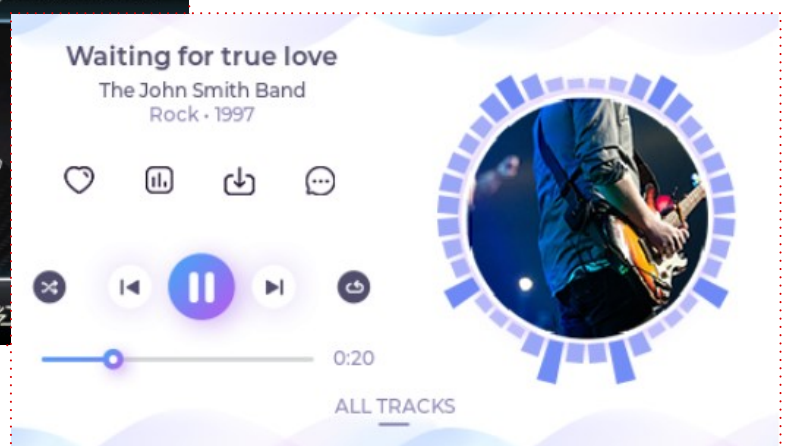 Waiting for true love
The John Smith Band
Rock • 1997
0:20
ALL TRACKS